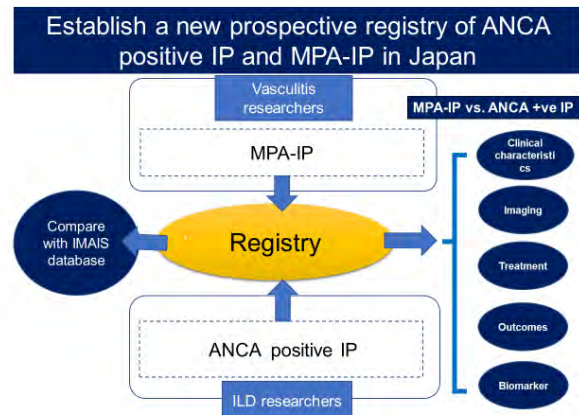 Establish a new prospective registry of ANCA
positive IP and MPA-IP in Japan
Vasculitis
researchers
MPA-IP
MPA-IP vs. ANCA +ve IP
Clinical
characteristi
cs
Imaging
Compare
with IMAIS
database
Registry
Treatment
Outcomes
ANCA positive IP
Biomarker
ILD researchers